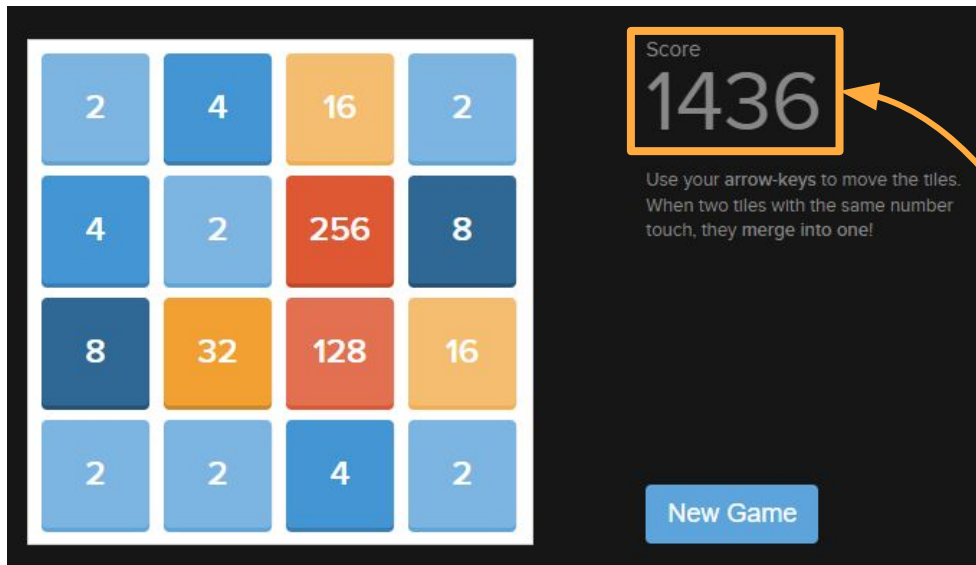 2 4 16 2
4 2 256 8
8 32 128 16
2 2 4 2
Score
1436
Use your arrow-keys to move the tiles.
When two tiles with the same number
touch, they merge into one!
New Game